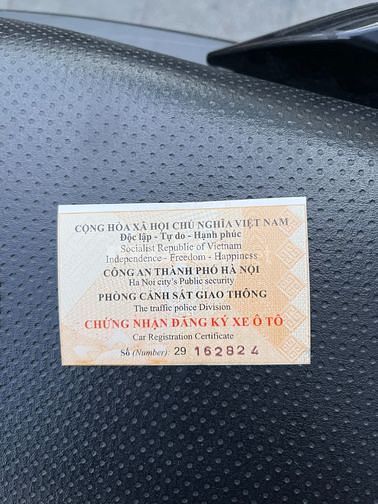 CỘNG HÒA XÃ HỘI CHỦ NGHĨA VIỆT NAM
Độc lập - Tự do - Hạnh phúc
Socialist Republic of Vietnam
Independence - Freedom - Happiness
CÔNG AN THÀNH PHỐ HÀ NỘI
Ha Noi city's Public security
PHÒNG CẢNH SÁT GIAO THÔNG
The traffic police Division
CHỨNG NHẬN ĐĂNG KÝ XE Ô TÔ
Car Registration Certificate
Số (Number): 29 162824